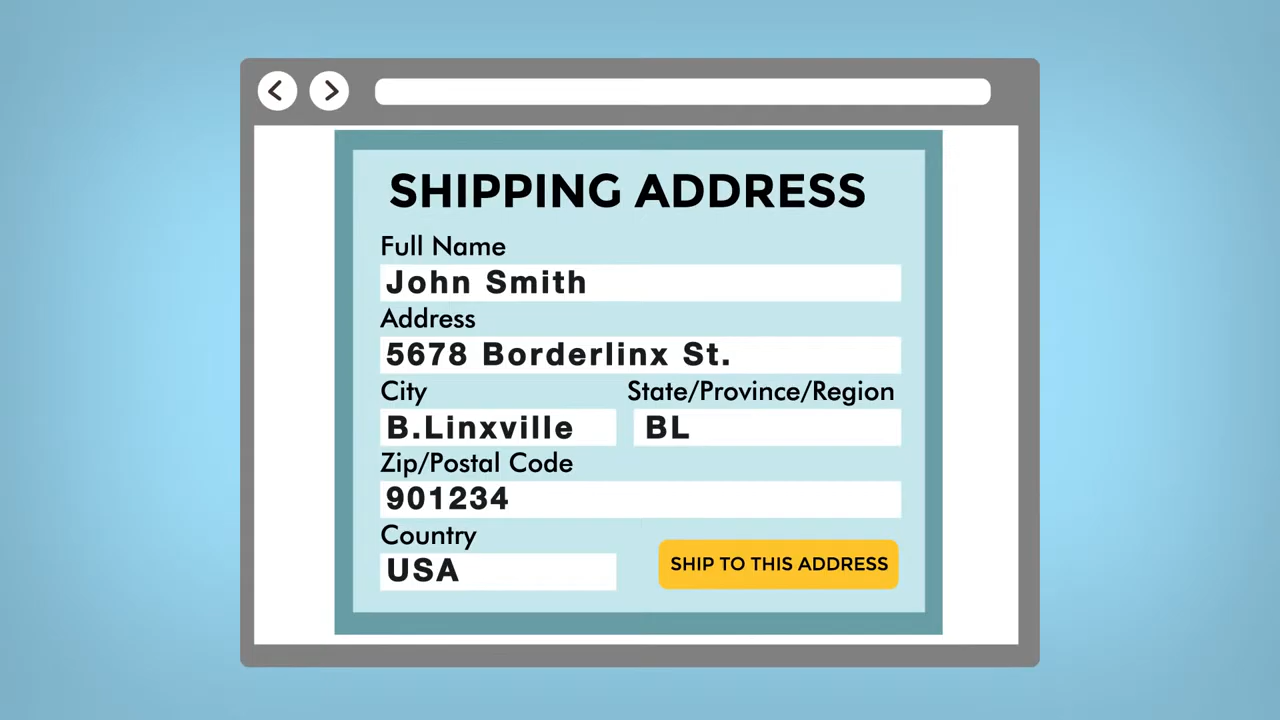 SHIPPING ADDRESS
Full Name
John Smith
Address
5678 Borderlinx St.
City State/Province/Region
B.Linxville BL
Zip/Postal Code
901234
Country
USA
SHIP TO THIS ADDRESS